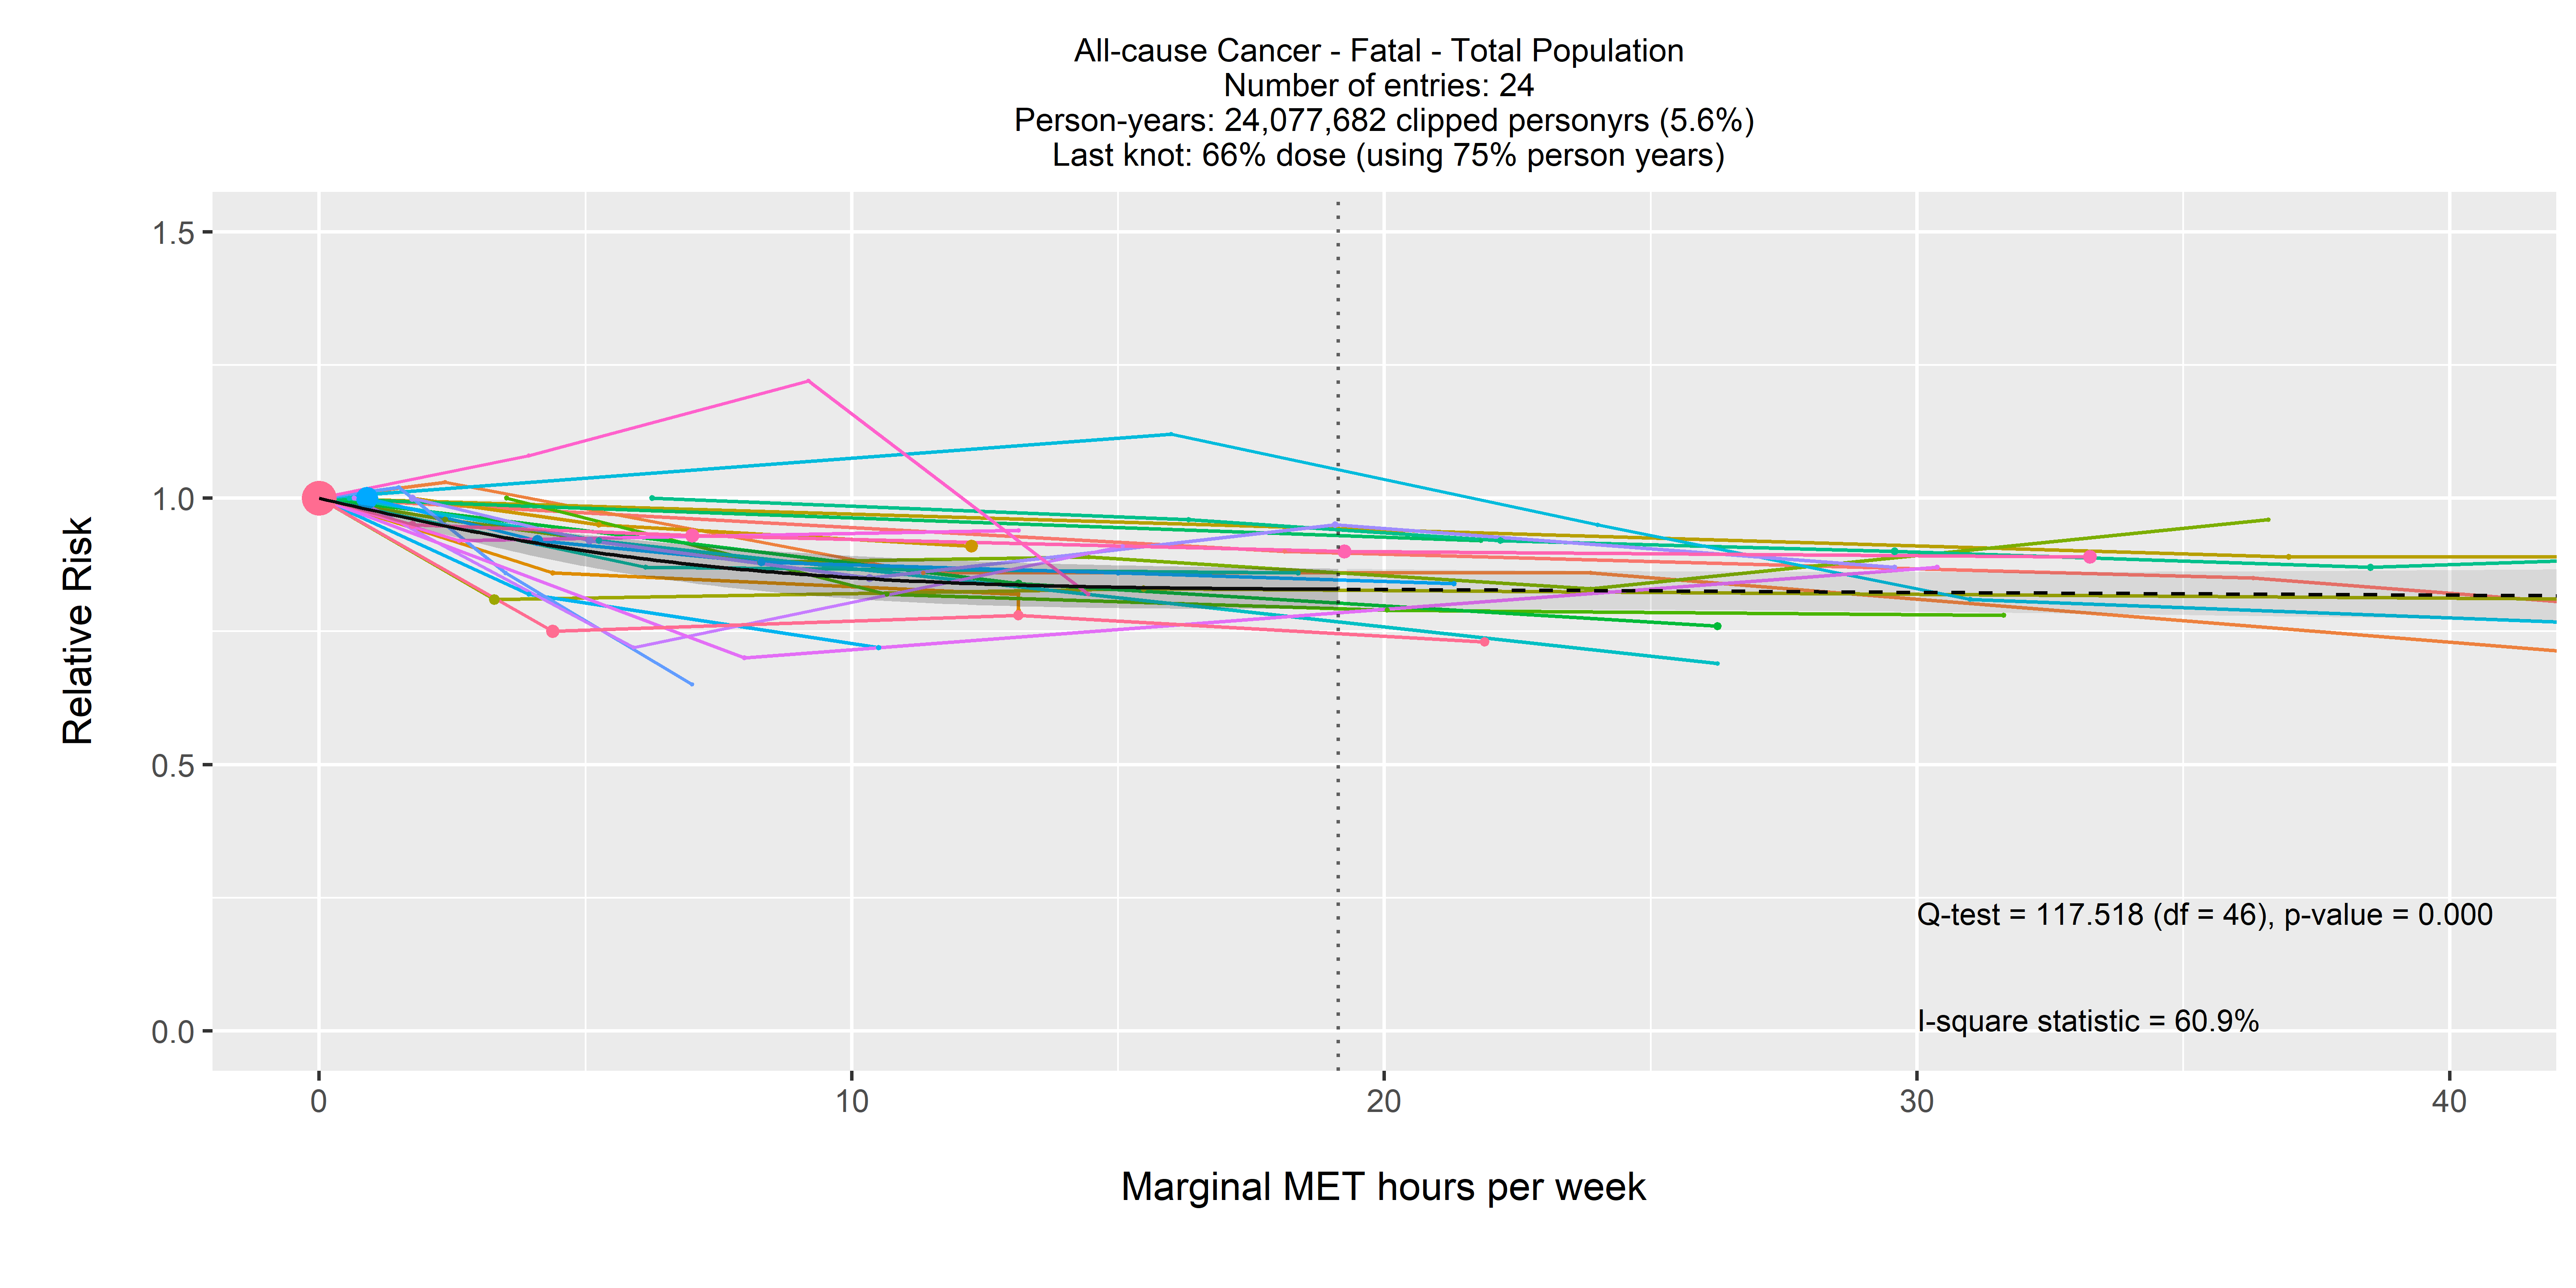 All-cause Cancer - Fatal - Total Population
Number of entries: 24
Person-years: 24,077,682 clipped personyrs (5.6%)
Last knot: 66% dose (using 75% person years)
1.5
1.0
0.5
0.0
Relative Risk
Q-test = 117.518 (df = 46), p-value = 0.000
I-square statistic = 60.9%
0 10 20 30 40
Marginal MET hours per week